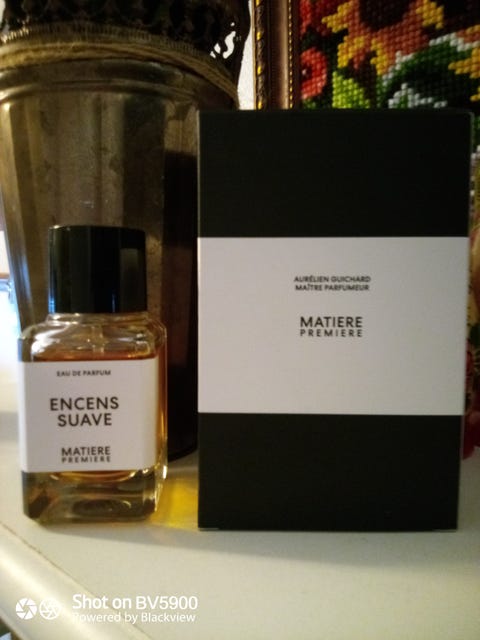 AURÉLIEN GUICHARD
MAÎTRE PARFUMEUR
MATIERE
PREMIERE
EAU DE PARFUM
ENCENS
SUAVE
MATIERE
PREMIERE
Shot on BV5900
Powered by Blackview